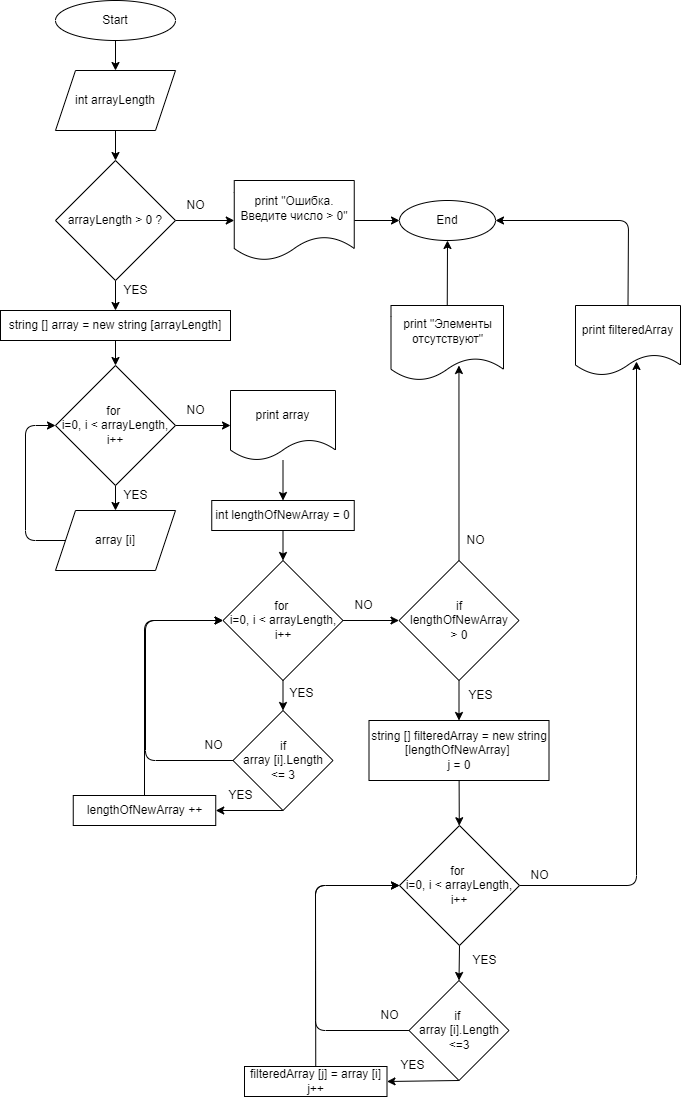 Start
int arrayLength
arrayLength > 0 ?
NO
print "Ошибка.
Введите число > 0"
End
YES
string [] array = new string [arrayLength]
print "Элементы
отсутствуют"
print filteredArray
for
i=0, i < arrayLength,
i++
NO
print array
YES
array [i]
int lengthOfNewArray = 0
NO
for
i=0, i < arrayLength,
i++
NO
if
lengthOfNewArray
> 0
YES
YES
if
array [i].Length
<= 3
NO
YES
lengthOfNewArray ++
string [] filteredArray = new string
[lengthOfNewArray]
j = 0
for
i=0, i < arrayLength,
i++
NO
YES
if
array [i].Length
<=3
NO
YES
filteredArray [j] = array [i]
j++